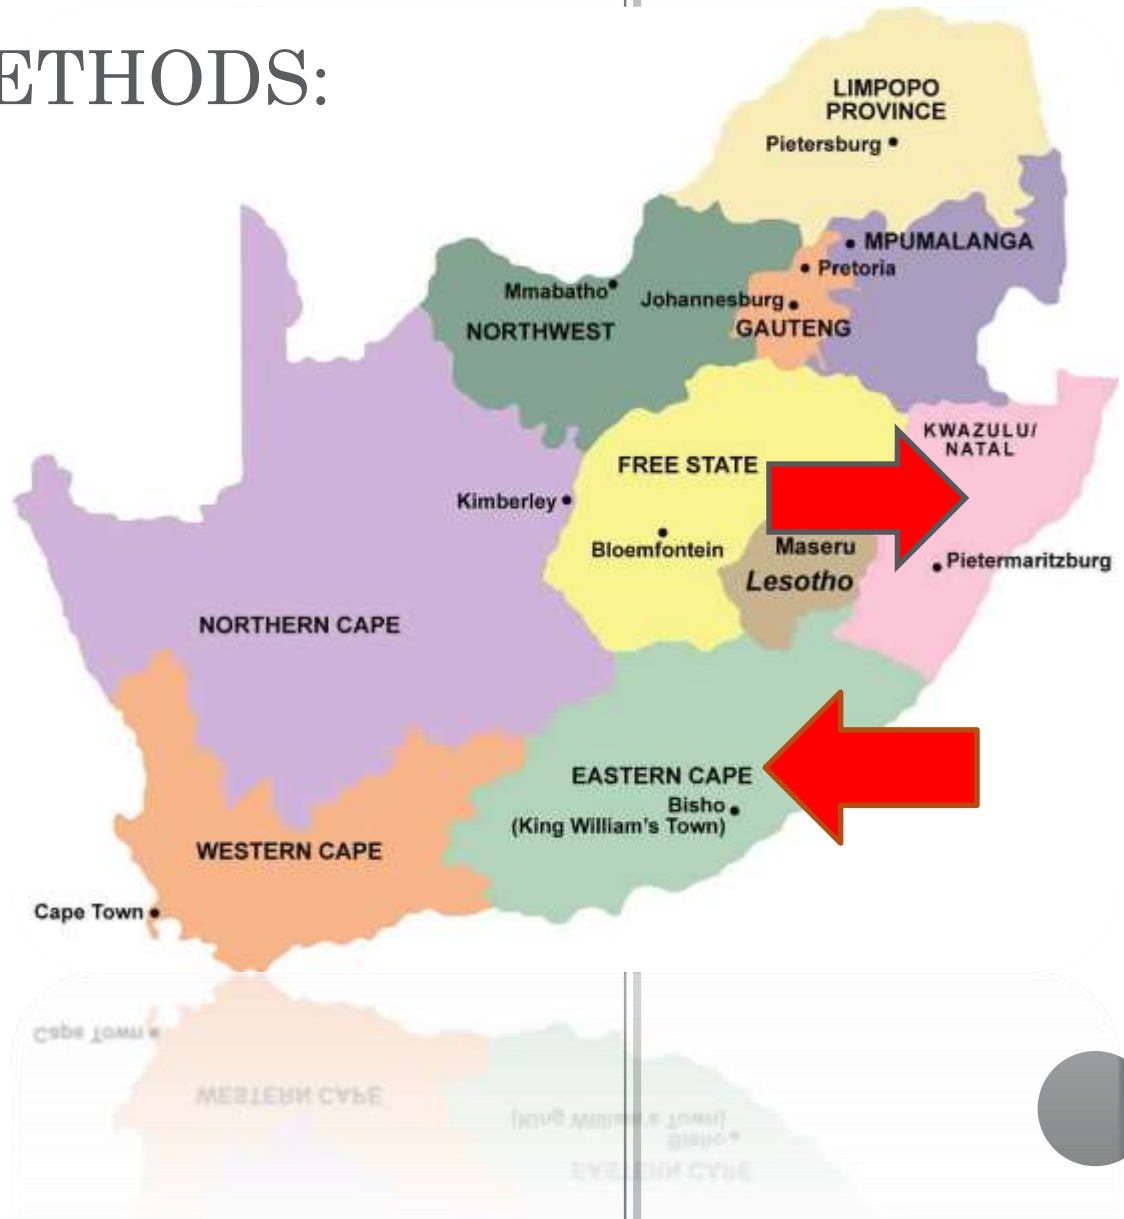 ETHODS:
LIMPOPO
PROVINCE
Pietersburg
MPUMALANGA
Pretoria
Mmabatho
Johannesburg
NORTHWEST
GAUTENG
KWAZULU/
NATAL
FREE STATE
Kimberley
Bloemfontein
Maseru
Lesotho
Pietermaritzburg
NORTHERN CAPE
EASTERN CAPE
Bisho
(King William's Town)
WESTERN CAPE
Cape Town